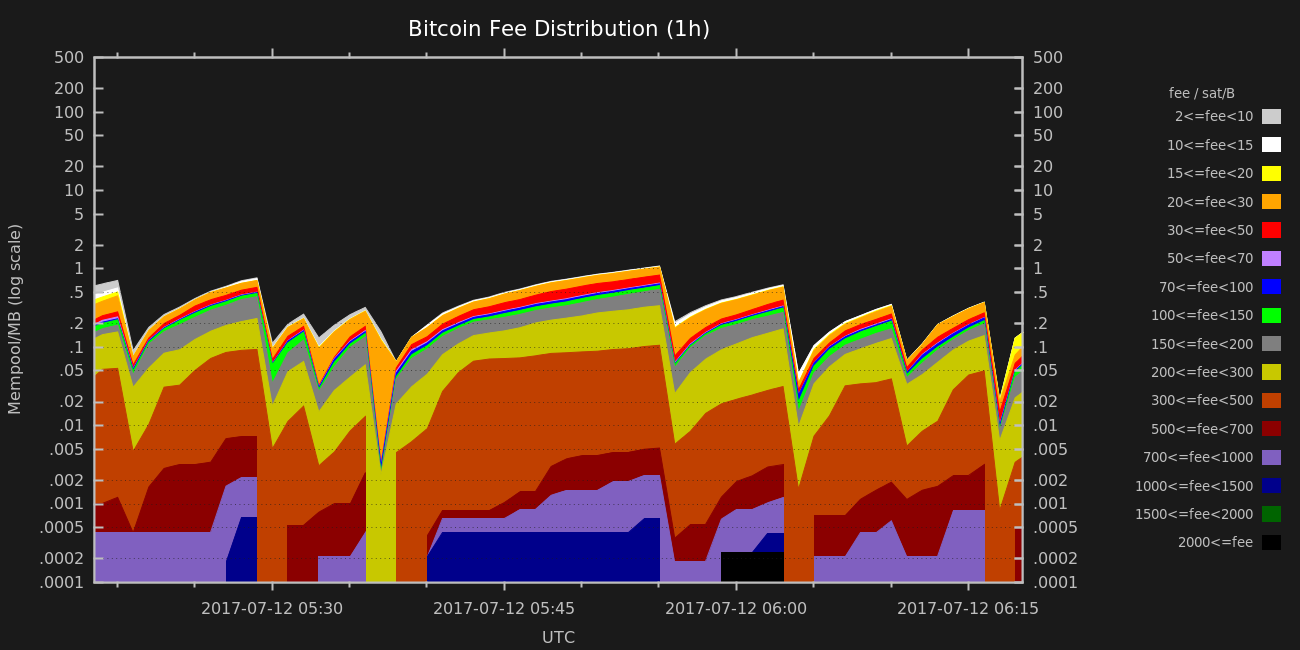 Bitcoin Fee Distribution (1h)
Mempool/MB (log scale)
500
200
100
50
20
10
5
2
1
.5
.2
.1
.05
.02
.01
.005
.002
.001
.0005
.0002
.0001
500
200
100
50
20
10
5
2
1
.5
.2
.1
.05
.02
.01
.005
.002
.001
.0005
.0002
.0001
fee / sat/B
2<=fee<10
10<=fee<15
15<=fee<20
20<=fee<30
30<=fee<50
50<=fee<70
70<=fee<100
100<=fee<150
150<=fee<200
200<=fee<300
300<=fee<500
500<=fee<700
700<=fee<1000
1000<=fee<1500
1500<=fee<2000
2000<=fee
2017-07-12 05:30
2017-07-12 05:45
2017-07-12 06:00
2017-07-12 06:15
UTC